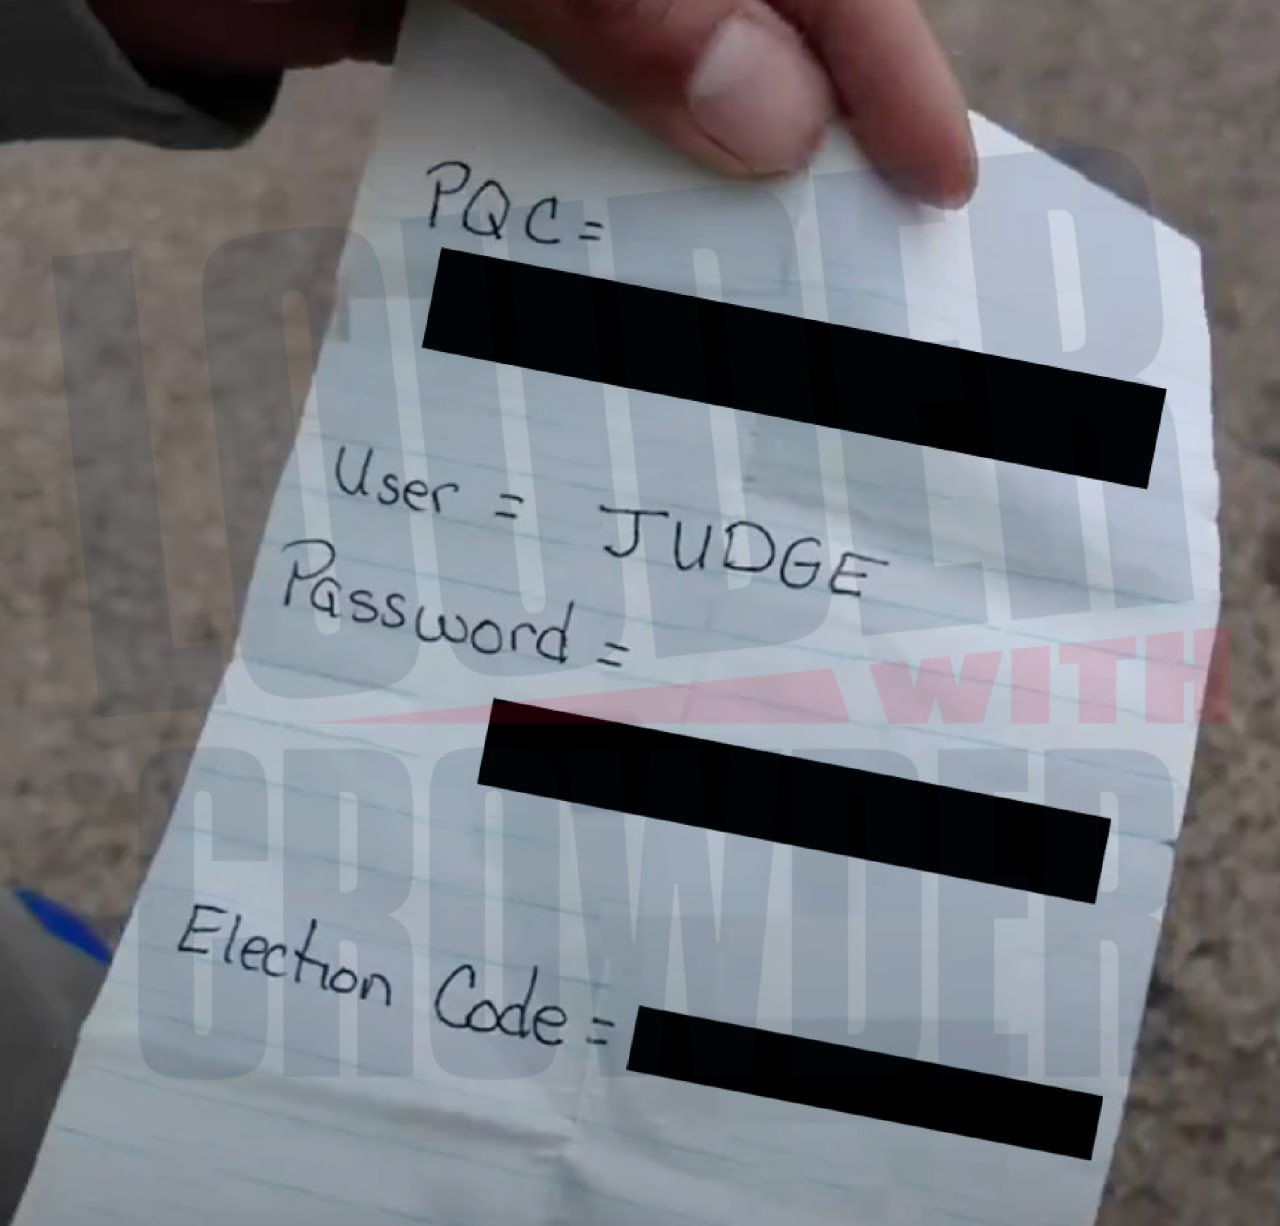 PQC =
User = JUDGE
Password =
Election Code =
LOUDER
WITH
CROWDER